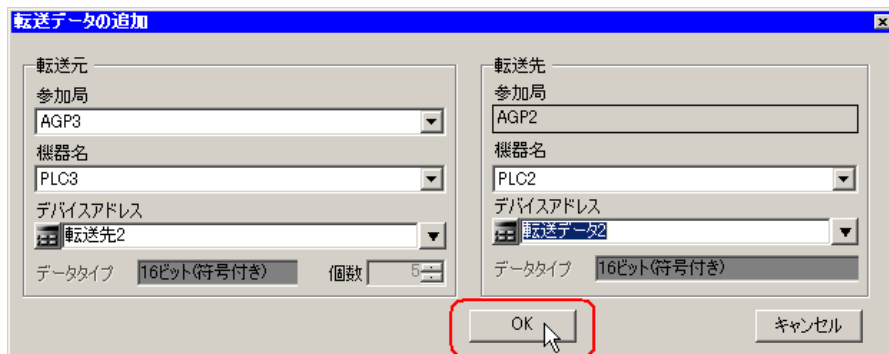 転送データの追加
転送元
参加局
AGP3
機器名
PLC3
デバイスアドレス
転送先2
データタイプ 16ビット(符号付き) 個数 5
転送先
参加局
AGP2
機器名
PLC2
デバイスアドレス
転送データ2
データタイプ 16ビット(符号付き)
OK キャンセル